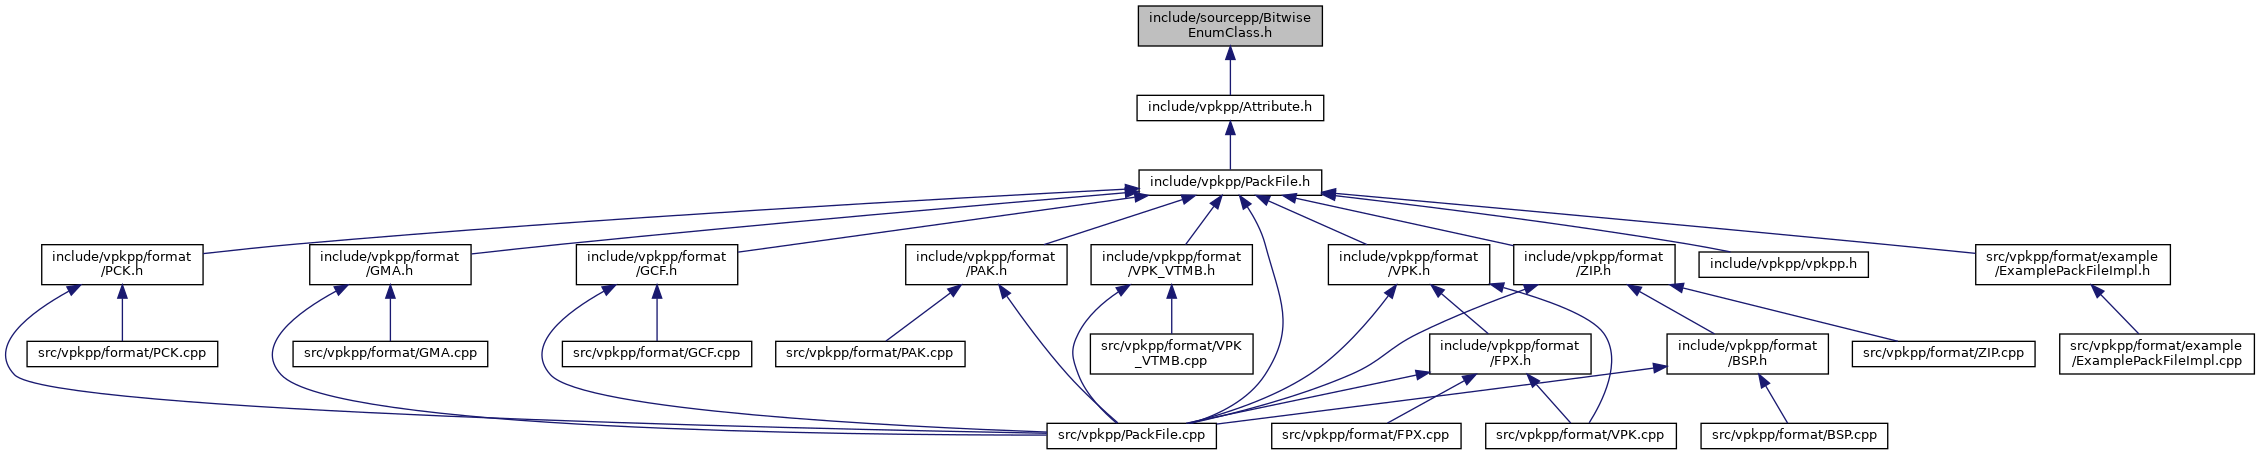 include/sourcepp/Bitwise
EnumClass.h
include/vpkpp/Attribute.h
include/vpkpp/PackFile.h
include/vpkpp/format
/PCK.h
include/vpkpp/format
/GMA.h
include/vpkpp/format
/GCF.h
include/vpkpp/format
/PAK.h
include/vpkpp/format
/VPK_VTMB.h
include/vpkpp/format
/VPK.h
include/vpkpp/format
/ZIP.h
include/vpkpp/vpkpp.h
src/vpkpp/format/example
/ExamplePackFileImpl.h
src/vpkpp/format/PCK.cpp
src/vpkpp/format/GMA.cpp
src/vpkpp/format/GCF.cpp
src/vpkpp/format/PAK.cpp
src/vpkpp/format/VPK
_VTMB.cpp
include/vpkpp/format
/FPX.h
include/vpkpp/format
/BSP.h
src/vpkpp/format/ZIP.cpp
src/vpkpp/format/example
/ExamplePackFileImpl.cpp
src/vpkpp/PackFile.cpp
src/vpkpp/format/FPX.cpp
src/vpkpp/format/VPK.cpp
src/vpkpp/format/BSP.cpp